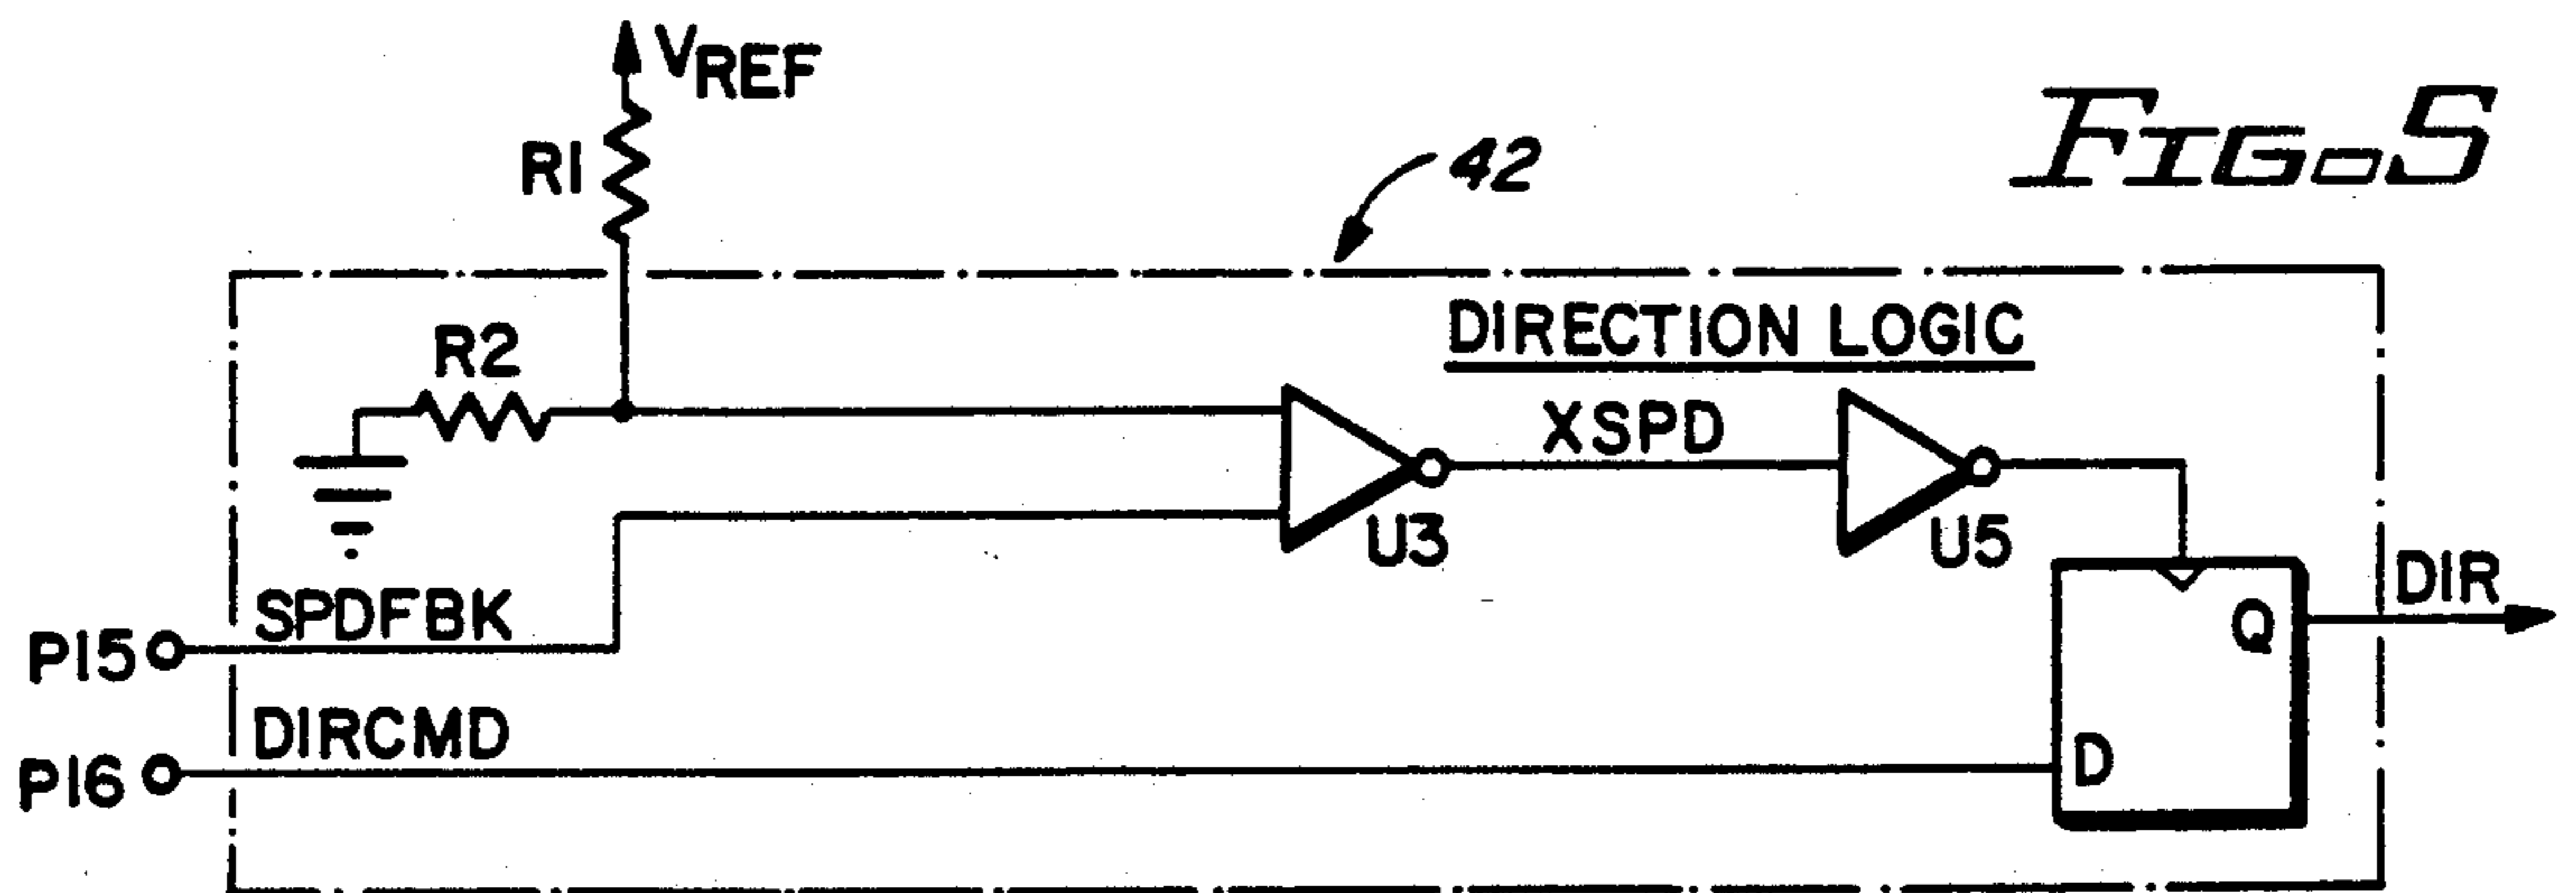 VREF
R1
42
FIG. 5
DIRECTION LOGIC
R2
XSPD
U3
U5
SPDFBK
P15
DIR
Q
DIRCMD
P16
D